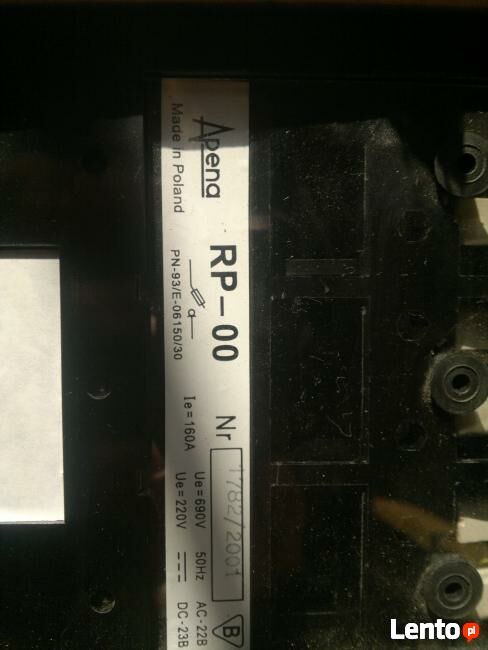 Apena
Made in Poland
RP-00 Nr 1782/2001
PN-93/E-06150/30
Ie=160A
Ue=690V 50Hz AC-22B
Ue=220V DC-23B
B
Lento.pl